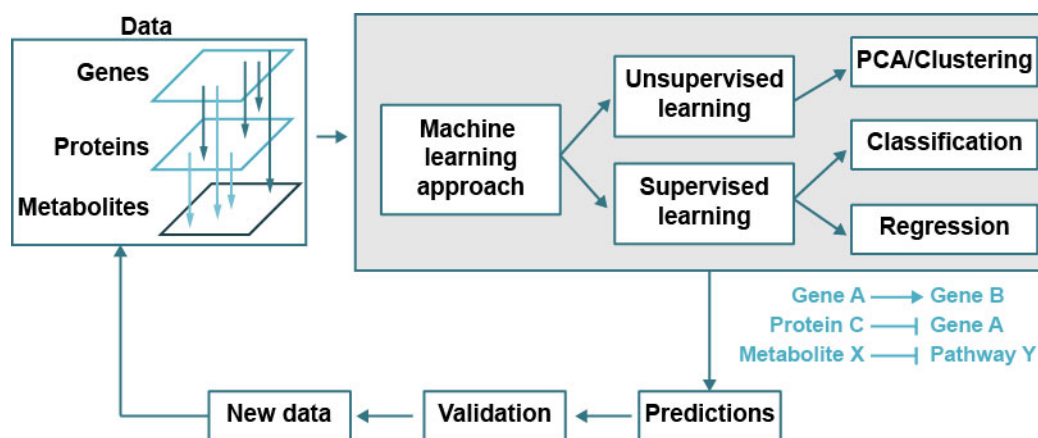 Data
Genes
Proteins
Metabolites
Machine
learning
approach
Unsupervised
learning
Supervised
learning
PCA/Clustering
Classification
Regression
Gene A Gene B
Protein C Gene A
Metabolite X Pathway Y
New data
Validation
Predictions